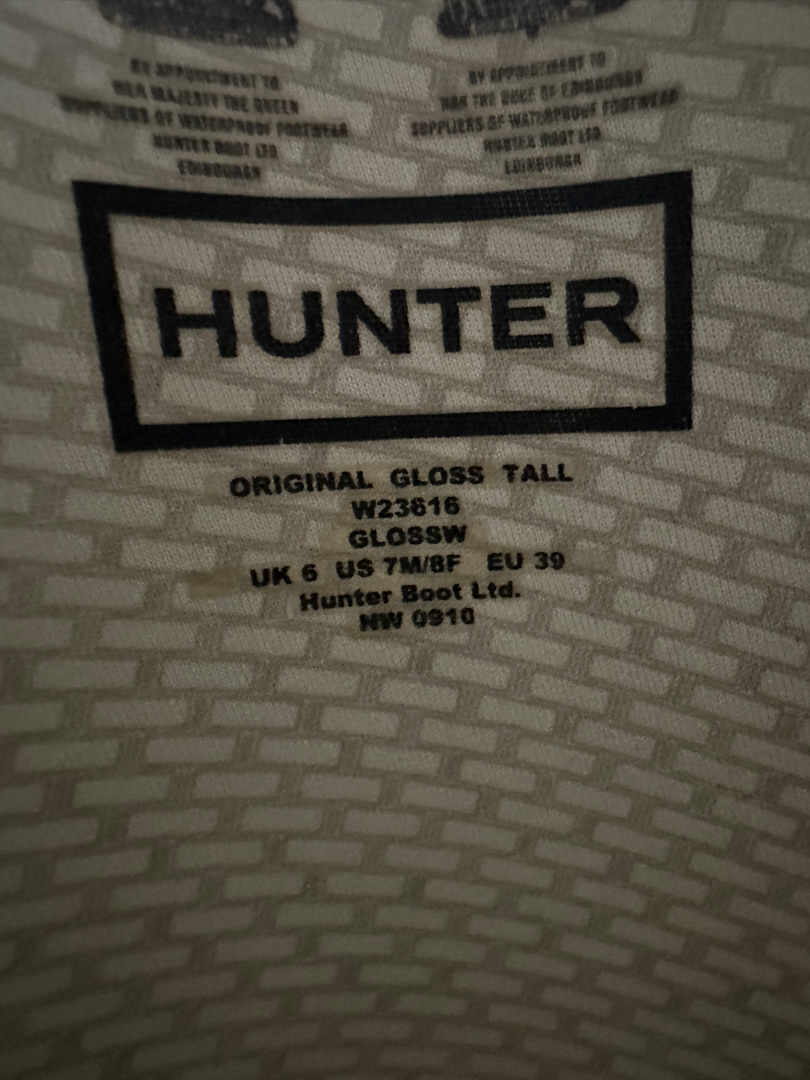 BY APPOINTMENT TO
HER MAJESTY THE QUEEN
SUPPLIERS OF WATERPROOF FOOTWEAR
HUNTER BOOT LTD
EDINBURGH
BY APPOINTMENT TO
HRH THE DUKE OF EDINBURGH
SUPPLIERS OF WATERPROOF FOOTWEAR
HUNTER BOOT LTD
EDINBURGH
HUNTER
ORIGINAL GLOSS TALL
W23616
GLOSSW
UK 6 US 7M/8F EU 39
Hunter Boot Ltd.
NW 0910